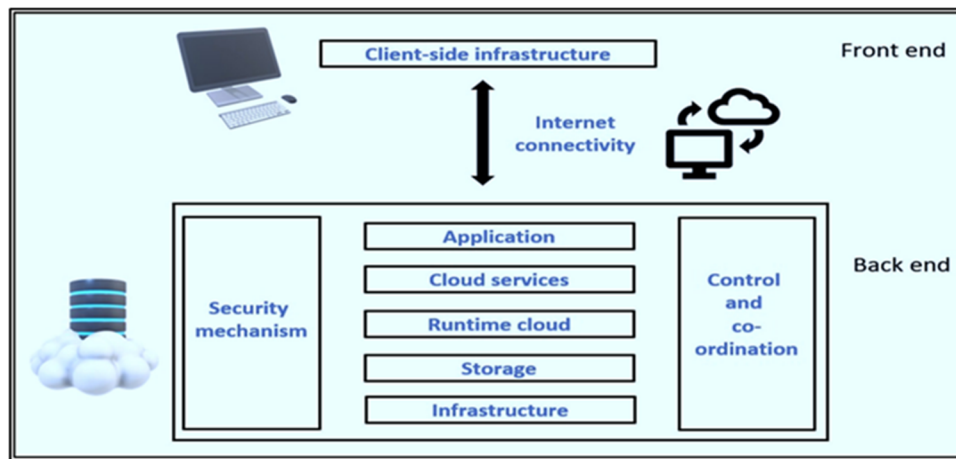 Client-side infrastructure
Front end
Internet
connectivity
Application
Cloud services
Runtime cloud
Storage
Infrastructure
Security
mechanism
Control
and
co-
ordination
Back end